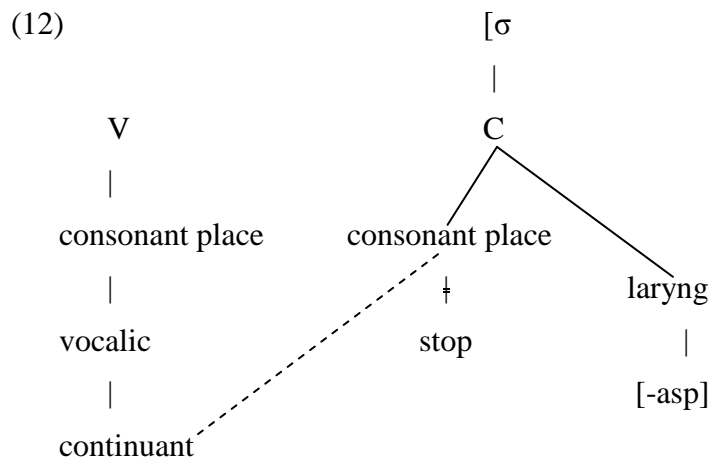 (12) [σ
V C
consonant place consonant place
laryng
vocalic stop
[-asp]
continuant